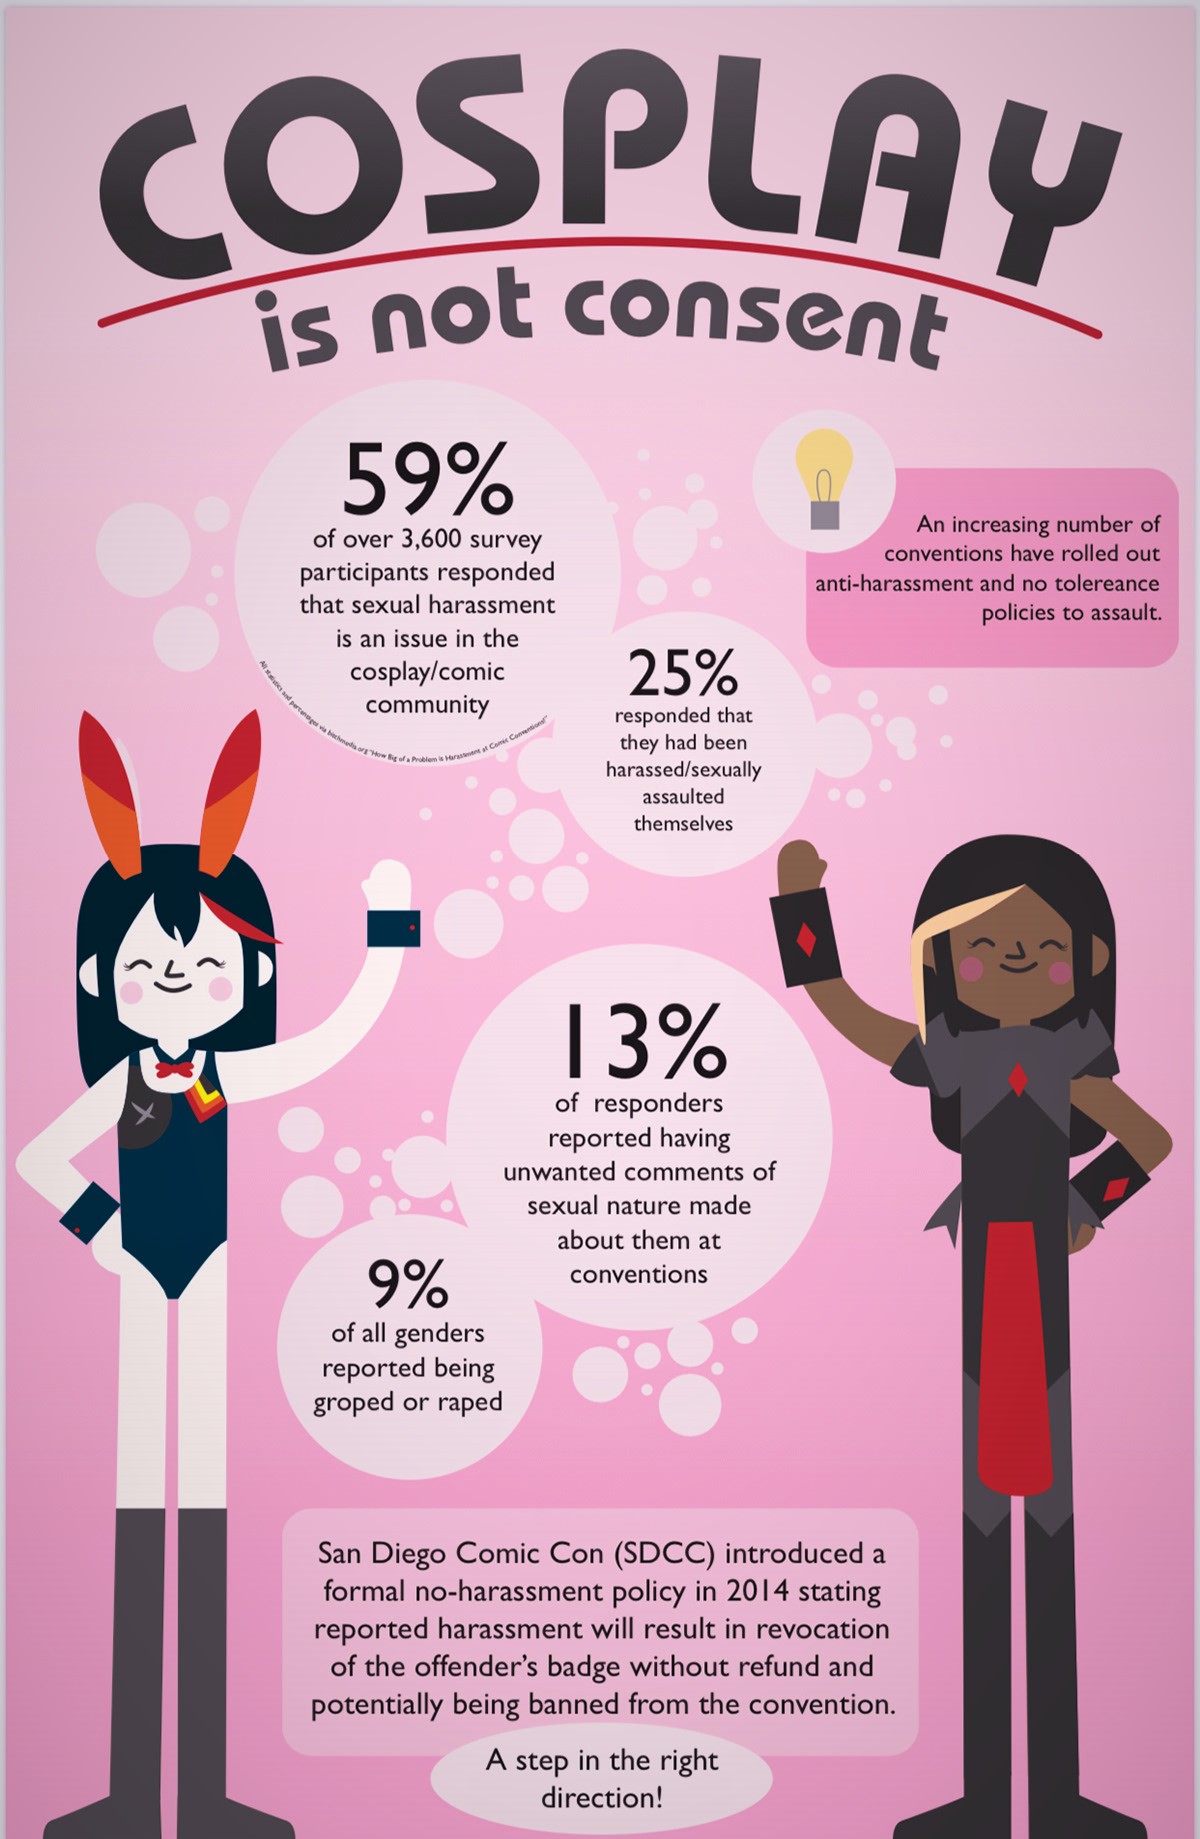 COSPLAY
is not consent
59%
of over 3,600 survey
participants responded
that sexual harassment
is an issue in the
cosplay/comic
community
All statistics and percentages via bitchmedia.org "How Big of a Problem is Harassment at Comic Conventions?"
An increasing number of
conventions have rolled out
anti-harassment and no tolereance
policies to assault.
25%
responded that
they had been
harassed/sexually
assaulted
themselves
13%
of responders
reported having
unwanted comments of
sexual nature made
about them at
conventions
9%
of all genders
reported being
groped or raped
San Diego Comic Con (SDCC) introduced a
formal no-harassment policy in 2014 stating
reported harassment will result in revocation
of the offender's badge without refund and
potentially being banned from the convention.
A step in the right
direction!